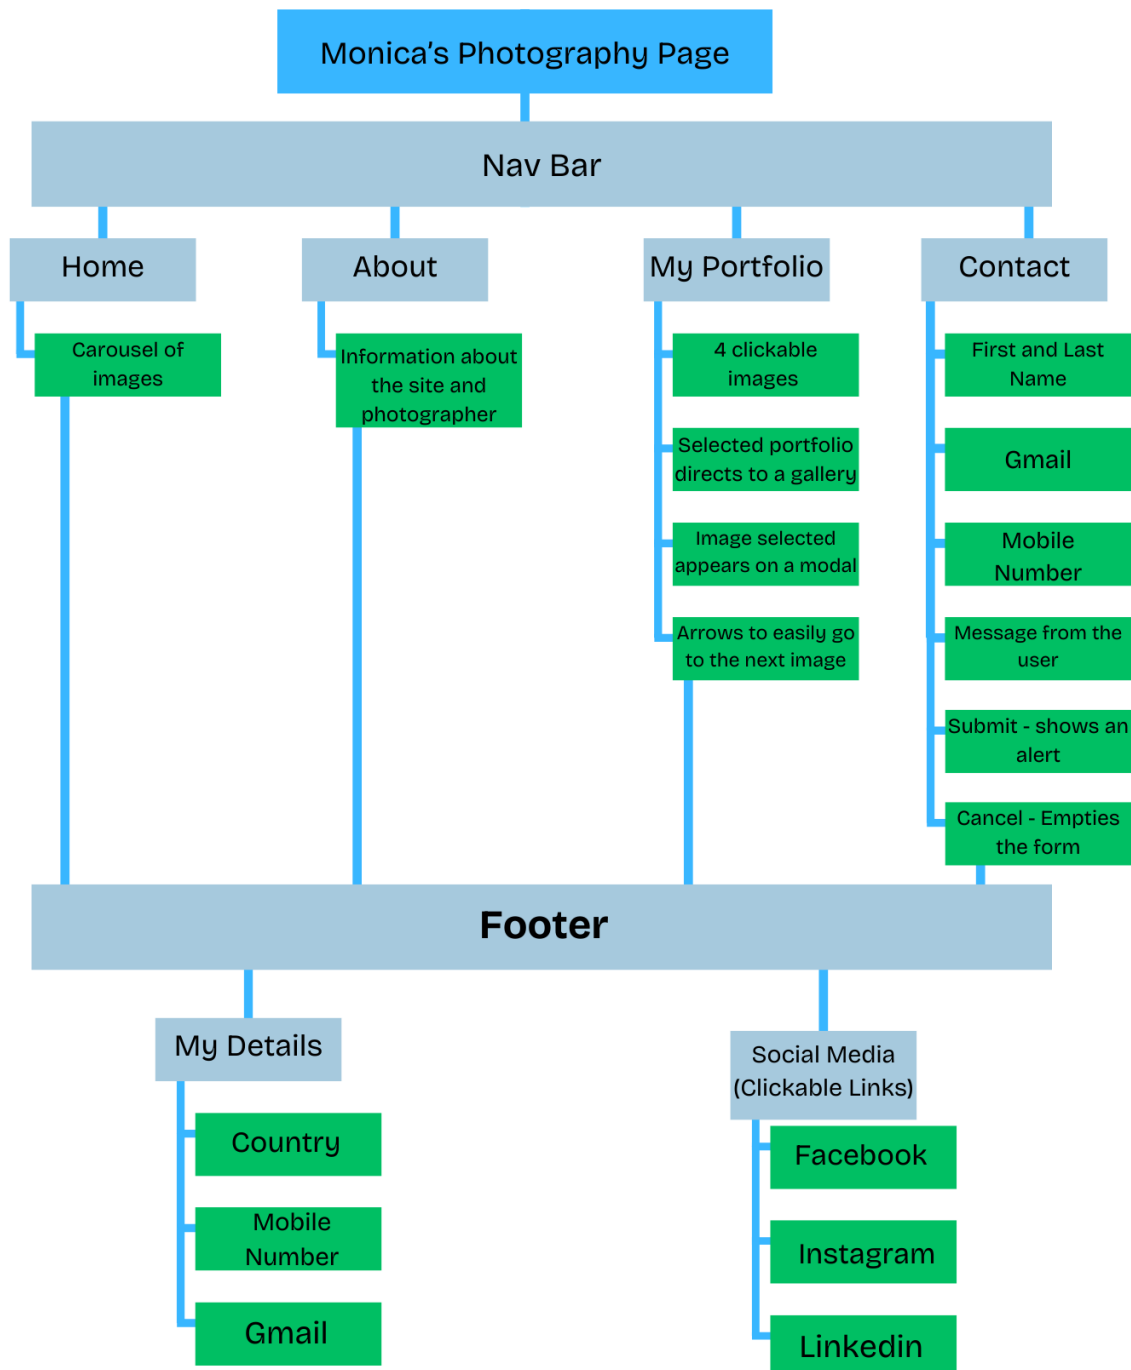 Monica's Photography Page
Nav Bar
Home
About
My Portfolio
Contact
Carousel of
images
Information about
the site and
photographer
4 clickable
images
Selected portfolio
directs to a gallery
Image selected
appears on a modal
Arrows to easily go
to the next image
First and Last
Name
Gmail
Mobile
Number
Message from the
user
Submit - shows an
alert
Cancel - Empties
the form
Footer
My Details
Country
Mobile
Number
Gmail
Social Media
(Clickable Links)
Facebook
Instagram
Linkedin